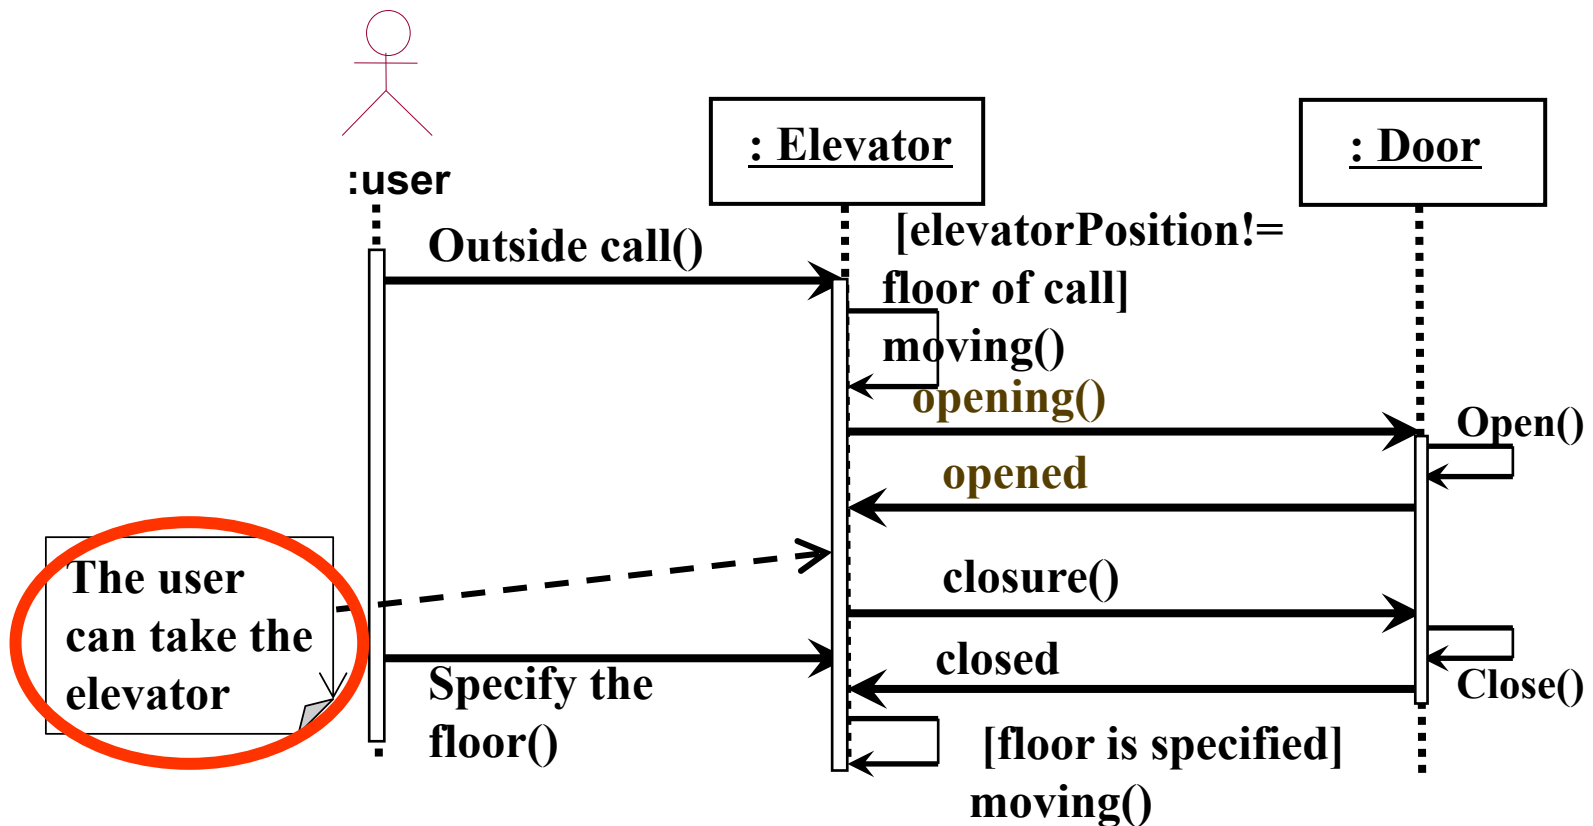 :user
: Elevator
: Door
Outside call()
[elevatorPosition!=
floor of call]
moving()
opening()
Open()
opened
The user
can take the
elevator
closure()
closed
Specify the
floor()
Close()
[floor is specified]
moving()